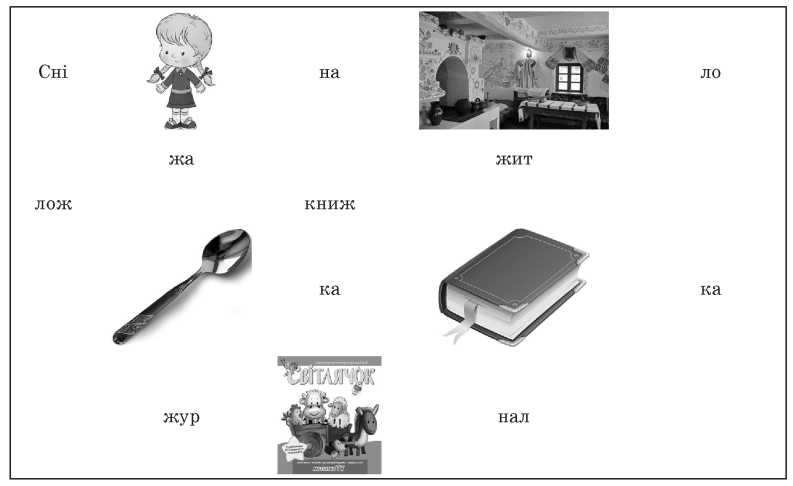 Сні на ло
жа жит
лож книж
ка ка
СВІТЛЯЧОК
жур нал